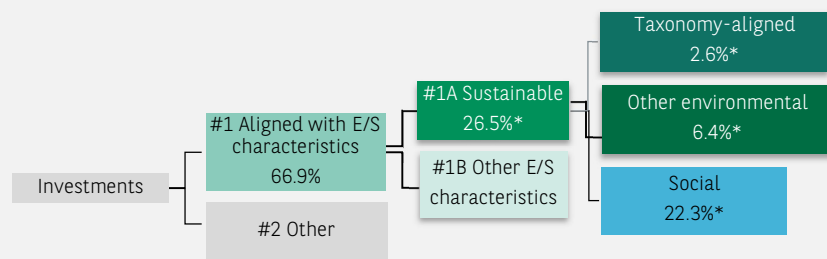 Investments
#1 Aligned with E/S
characteristics
66.9%
#2 Other
#1A Sustainable
26.5%*
#1B Other E/S
characteristics
Taxonomy-aligned
2.6%*
Other environmental
6.4%*
Social
22.3%*